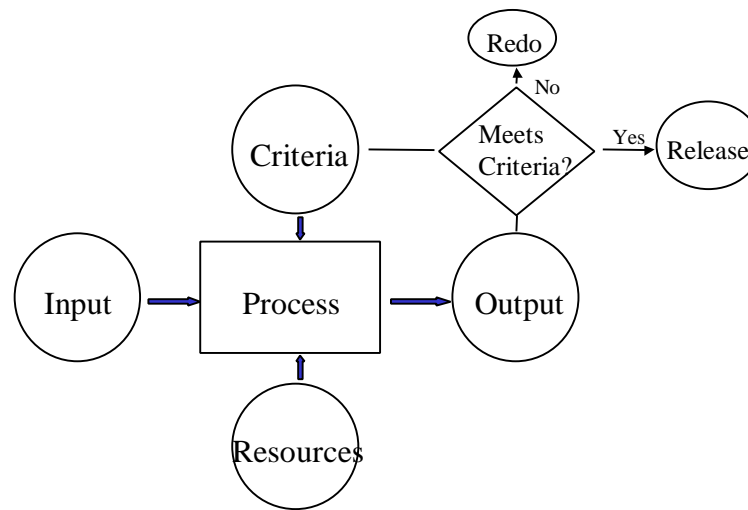 Redo
No
Criteria
Meets
Criteria?
Yes
Release
Input
Process
Output
Resources